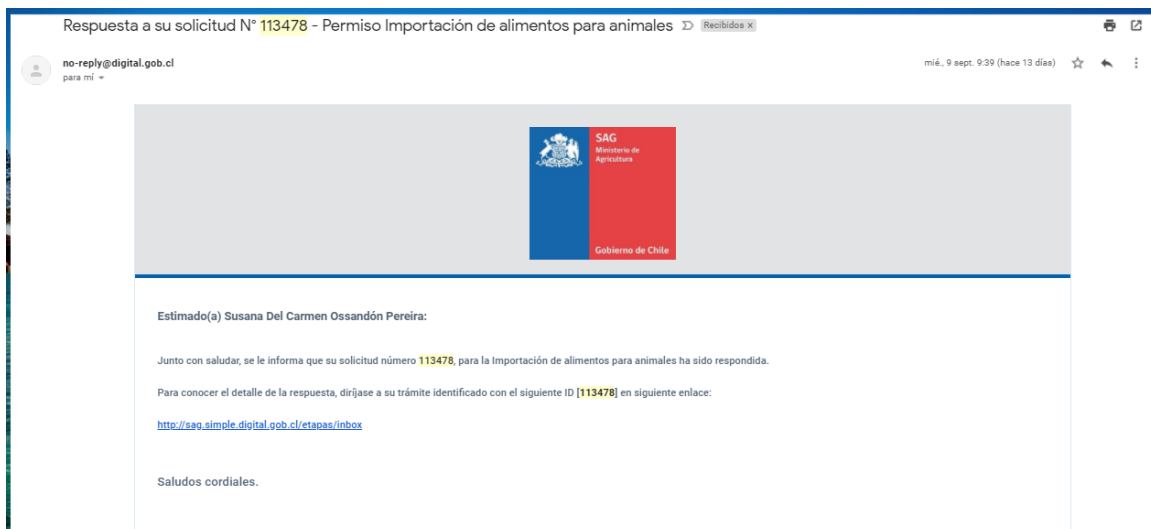 Respuesta a su solicitud N° 113478 - Permiso Importación de alimentos para animales Recibidos x
no-reply@digital.gob.cl
mié., 9 sept. 9:39 (hace 13 días)
para mí
SAG
Ministerio de
Agricultura
Gobierno de Chile
Estimado(a) Susana Del Carmen Ossandón Pereira:
Junto con saludar, se le informa que su solicitud número 113478, para la Importación de alimentos para animales ha sido respondida.
Para conocer el detalle de la respuesta, diríjase a su trámite identificado con el siguiente ID [113478] en siguiente enlace:
http://sag.simple.digital.gob.cl/etapas/inbox
Saludos cordiales.